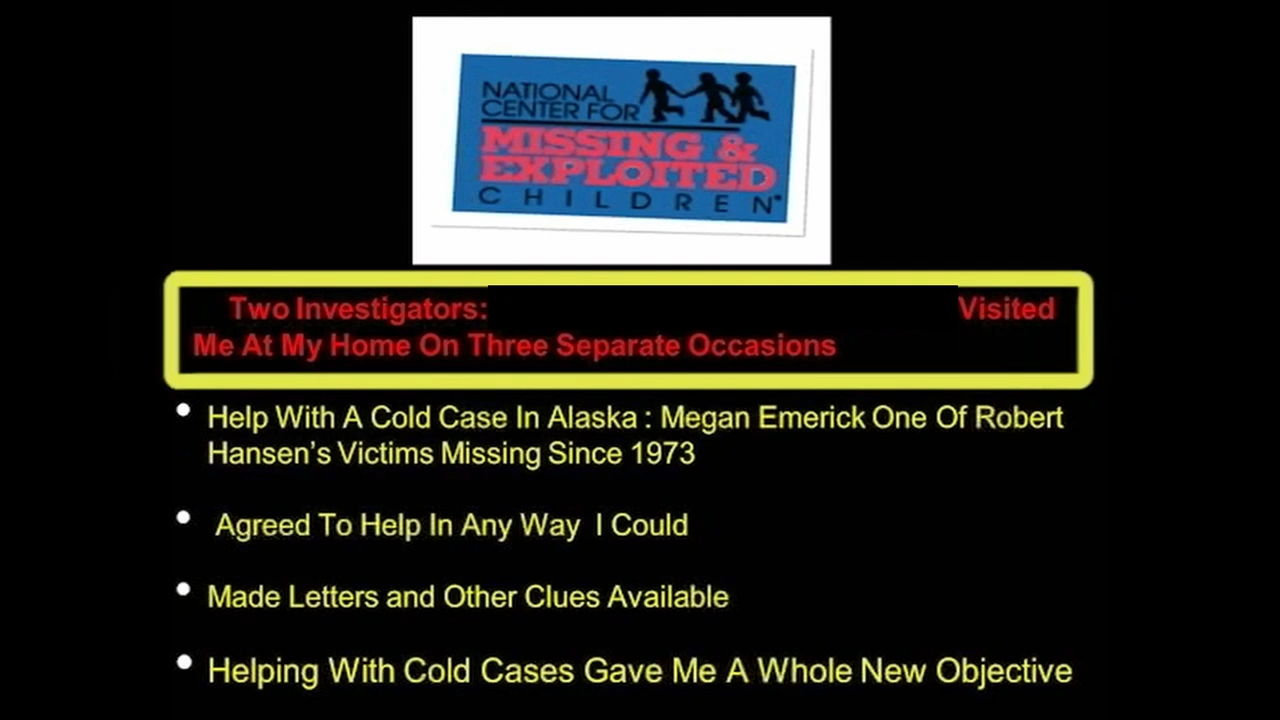 NATIONAL
CENTER FOR
MISSING &
EXPLOITED
CHILDREN®
Two Investigators: Visited
Me At My Home On Three Separate Occasions
• Help With A Cold Case In Alaska : Megan Emerick One Of Robert
Hansen's Victims Missing Since 1973
• Agreed To Help In Any Way I Could
• Made Letters and Other Clues Available
• Helping With Cold Cases Gave Me A Whole New Objective